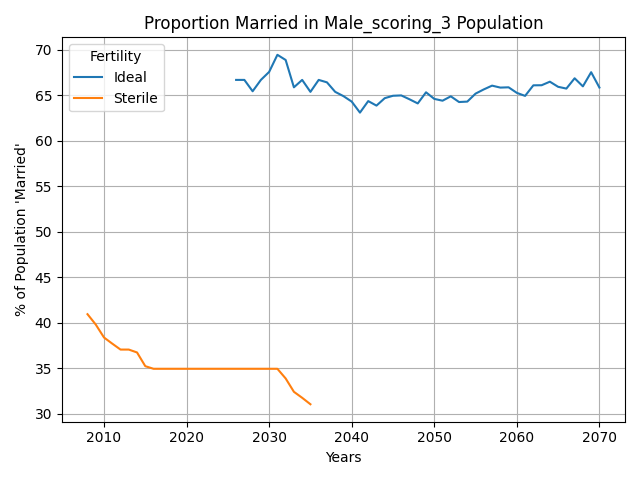 Proportion Married in Male_scoring_3 Population
Fertility
Ideal
Sterile
% of Population 'Married'
70
65
60
55
50
45
40
35
30
2010 2020 2030 2040 2050 2060 2070
Years